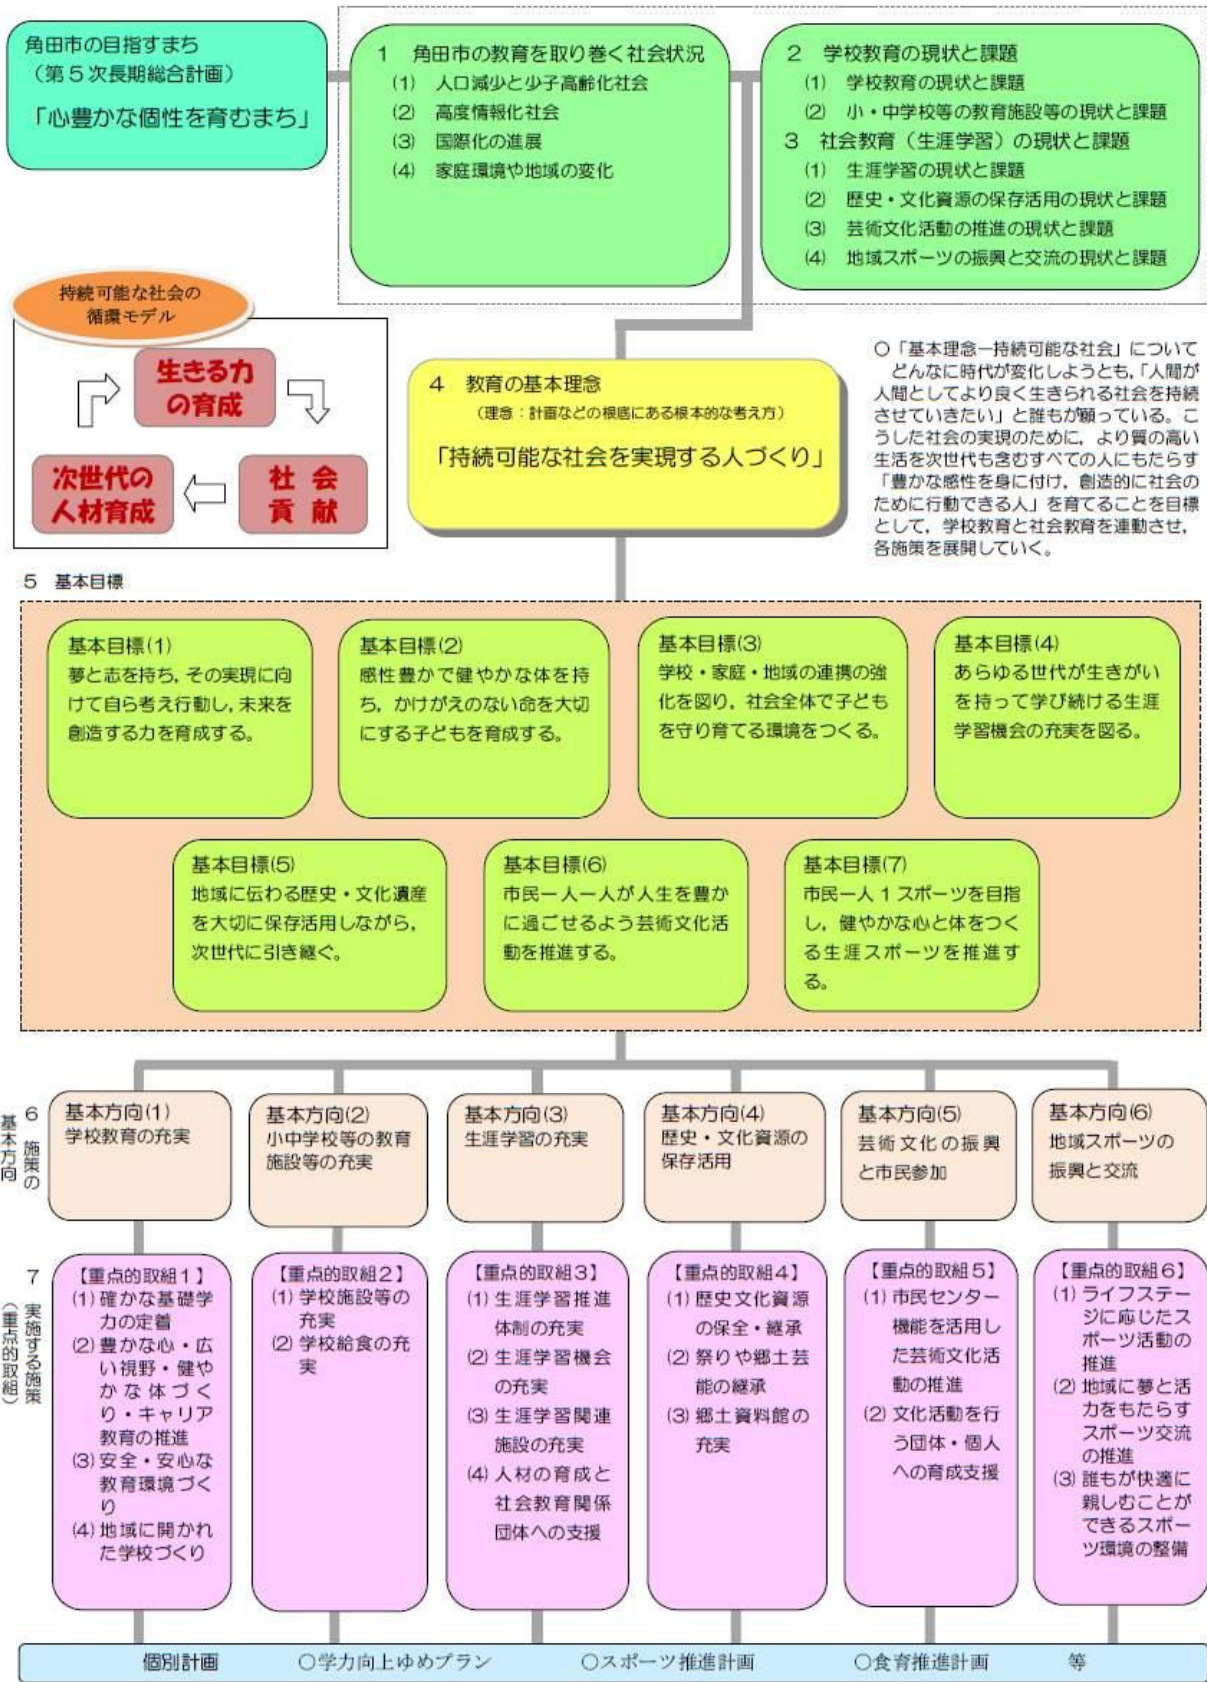 角田市の目指すまち
（第５次長期総合計画）
「心豊かな個性を育むまち」
1　角田市の教育を取り巻く社会状況
(1)　人口減少と少子高齢化社会
(2)　高度情報化社会
(3)　国際化の進展
(4)　家庭環境や地域の変化
2　学校教育の現状と課題
(1)　学校教育の現状と課題
(2)　小・中学校等の教育施設等の現状と課題
3　社会教育（生涯学習）の現状と課題
(1)　生涯学習の現状と課題
(2)　歴史・文化資源の保存活用の現状と課題
(3)　芸術文化活動の推進の現状と課題
(4)　地域スポーツの振興と交流の現状と課題
持続可能な社会の
循環モデル
生きる力
の育成
次世代の
人材育成
社 会
貢 献
4　教育の基本理念
（理念：計画などの根底にある根本的な考え方）
「持続可能な社会を実現する人づくり」
○「基本理念ー持続可能な社会」について
どんなに時代が変化しようとも，「人間が
人間としてより良く生きられる社会を持続
させていきたい」と誰もが願っている。こ
うした社会の実現のために，より質の高い
生活を次世代も含むすべての人にもたらす
「豊かな感性を身に付け，創造的に社会の
ために行動できる人」を育てることを目標
として，学校教育と社会教育を連動させ，
各施策を展開していく。
5　基本目標
基本目標(1)
夢と志を持ち，その実現に向
けて自ら考え行動し，未来を
創造する力を育成する。
基本目標(2)
感性豊かで健やかな体を持
ち，かけがえのない命を大切
にする子どもを育成する。
基本目標(3)
学校・家庭・地域の連携の強
化を図り，社会全体で子ども
を守り育てる環境をつくる。
基本目標(4)
あらゆる世代が生きがい
を持って学び続ける生涯
学習機会の充実を図る。
基本目標(5)
地域に伝わる歴史・文化遺産
を大切に保存活用しながら，
次世代に引き継ぐ。
基本目標(6)
市民一人一人が人生を豊か
に過ごせるよう芸術文化活
動を推進する。
基本目標(7)
市民一人１スポーツを目指
し，健やかな心と体をつく
る生涯スポーツを推進す
る。
6　施策の
基本方向
基本方向(1)
学校教育の充実
基本方向(2)
小中学校等の教育
施設等の充実
基本方向(3)
生涯学習の充実
基本方向(4)
歴史・文化資源の
保存活用
基本方向(5)
芸術文化の振興
と市民参加
基本方向(6)
地域スポーツの
振興と交流
7　実施する施策
（重点的取組）
【重点的取組１】
(1) 確かな基礎学
力の定着
(2) 豊かな心・広
い視野・健や
かな体づく
り・キャリア
教育の推進
(3) 安全・安心な
教育環境づく
り
(4) 地域に開かれ
た学校づくり
【重点的取組２】
(1) 学校施設等の
充実
(2) 学校給食の充
実
【重点的取組３】
(1) 生涯学習推進
体制の充実
(2) 生涯学習機会
の充実
(3) 生涯学習関連
施設の充実
(4) 人材の育成と
社会教育関係
団体への支援
【重点的取組４】
(1) 歴史文化資源
の保全・継承
(2) 祭りや郷土芸
能の継承
(3) 郷土資料館の
充実
【重点的取組５】
(1) 市民センター
機能を活用し
た芸術文化活
動の推進
(2) 文化活動を行
う団体・個人
への育成支援
【重点的取組６】
(1) ライフステー
ジに応じたス
ポーツ活動の
推進
(2) 地域に夢と活
力をもたらす
スポーツ交流
の推進
(3) 誰もが快適に
親しむことが
できるスポー
ツ環境の整備
個別計画　○学力向上ゆめプラン　○スポーツ推進計画　○食育推進計画　等